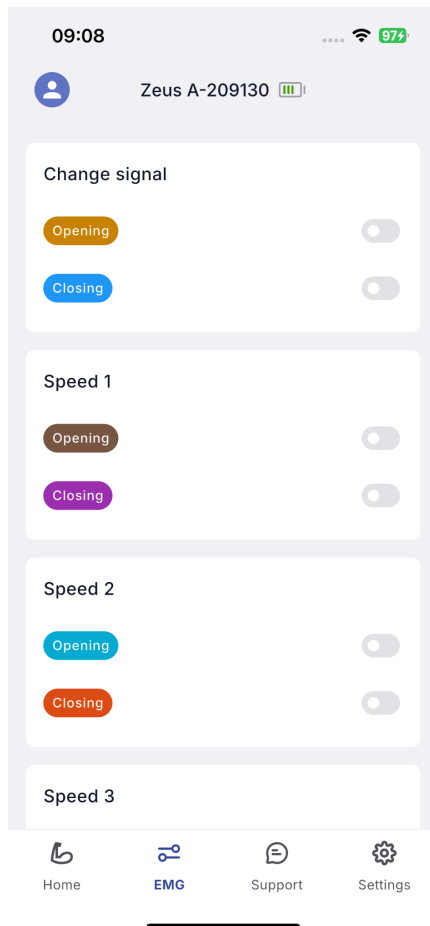 09:08
97
Zeus A-209130
Change signal
Opening
Closing
Speed 1
Opening
Closing
Speed 2
Opening
Closing
Speed 3
Home EMG Support Settings